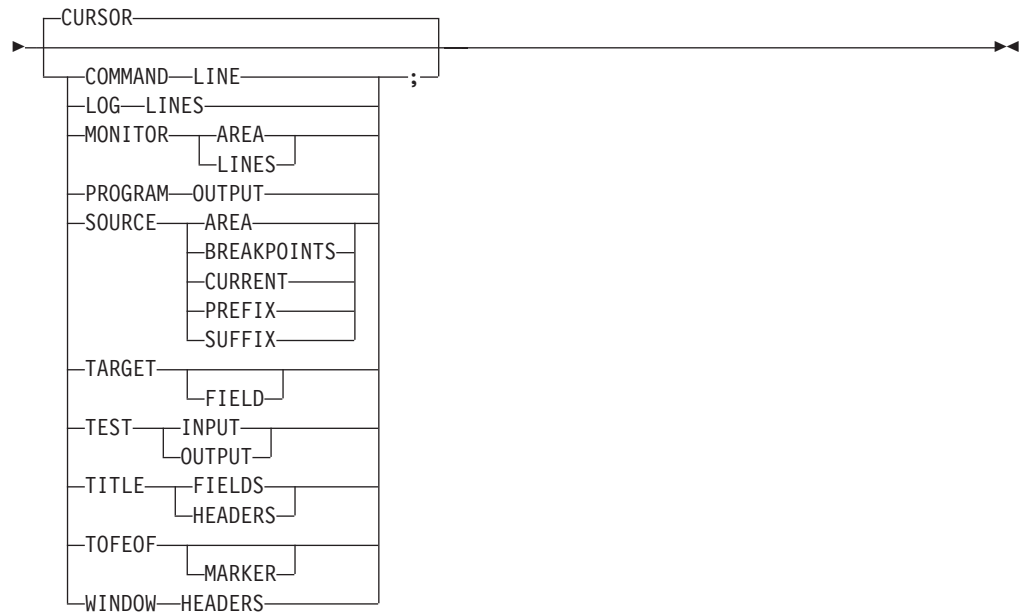 CURSOR
COMMAND LINE ;
LOG LINES
MONITOR AREA
LINES
PROGRAM OUTPUT
SOURCE AREA
BREAKPOINTS
CURRENT
PREFIX
SUFFIX
TARGET
FIELD
TEST INPUT
OUTPUT
TITLE FIELDS
HEADERS
TOFEOF
MARKER
WINDOW HEADERS